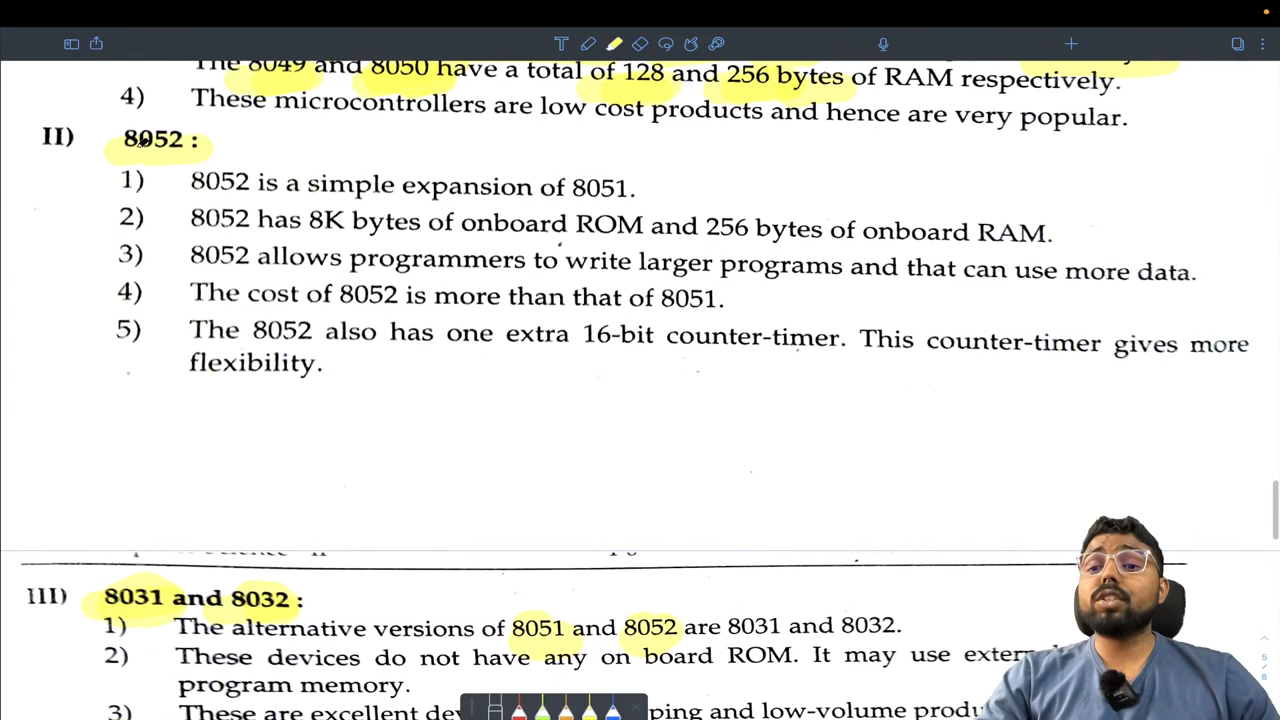 The 8049 and 8050 have a total of 128 and 256 bytes of RAM respectively.
4) These microcontrollers are low cost products and hence are very popular.
II) 8052 :
1) 8052 is a simple expansion of 8051.
2) 8052 has 8K bytes of onboard ROM and 256 bytes of onboard RAM.
3) 8052 allows programmers to write larger programs and that can use more data.
4) The cost of 8052 is more than that of 8051.
5) The 8052 also has one extra 16-bit counter-timer. This counter-timer gives more
flexibility.
III) 8031 and 8032 :
1) The alternative versions of 8051 and 8052 are 8031 and 8032.
2) These devices do not have any on board ROM. It may use
program memory.
3) These are excellent and low-volume
5
8